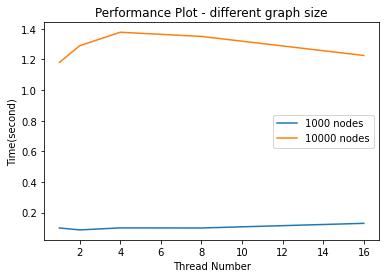 Performance Plot - different graph size
Time(second)
1.4
1.2
1.0
0.8
0.6
0.4
0.2
1000 nodes
10000 nodes
2 4 6 8 10 12 14 16
Thread Number